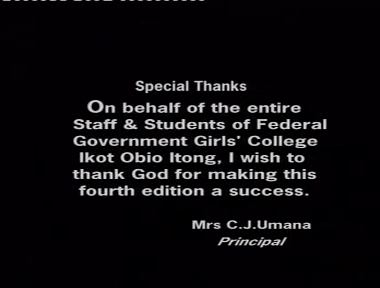 Special Thanks
On behalf of the entire
Staff & Students of Federal
Government Girls' College
Ikot Obio Itong, I wish to
thank God for making this
fourth edition a success.
Mrs C.J.Umana
Principal